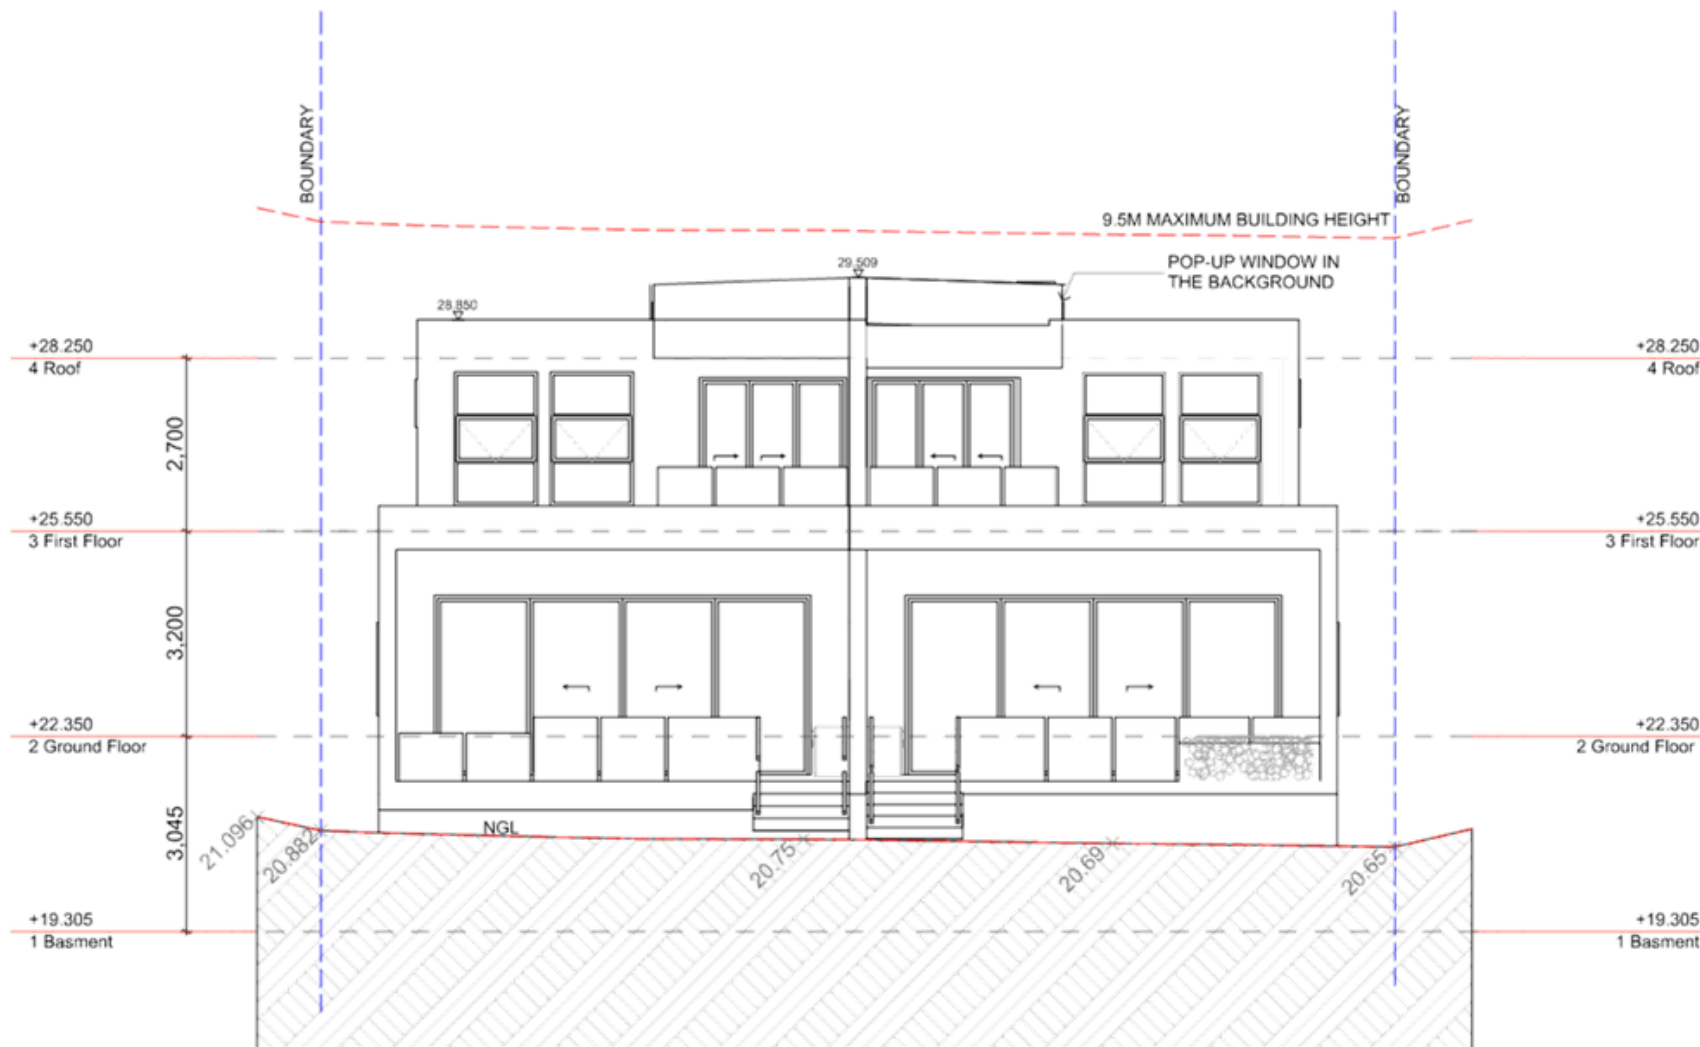 BOUNDARY
BOUNDARY
9.5M MAXIMUM BUILDING HEIGHT
POP-UP WINDOW IN
THE BACKGROUND
29.509
28.850
+28.250
4 Roof
+28.250
4 Roof
2,700
+25.550
3 First Floor
+25.550
3 First Floor
3,200
+22.350
2 Ground Floor
+22.350
2 Ground Floor
3,045
NGL
21.096
20.882
20.75
20.69
20.65
+19.305
1 Basment
+19.305
1 Basment